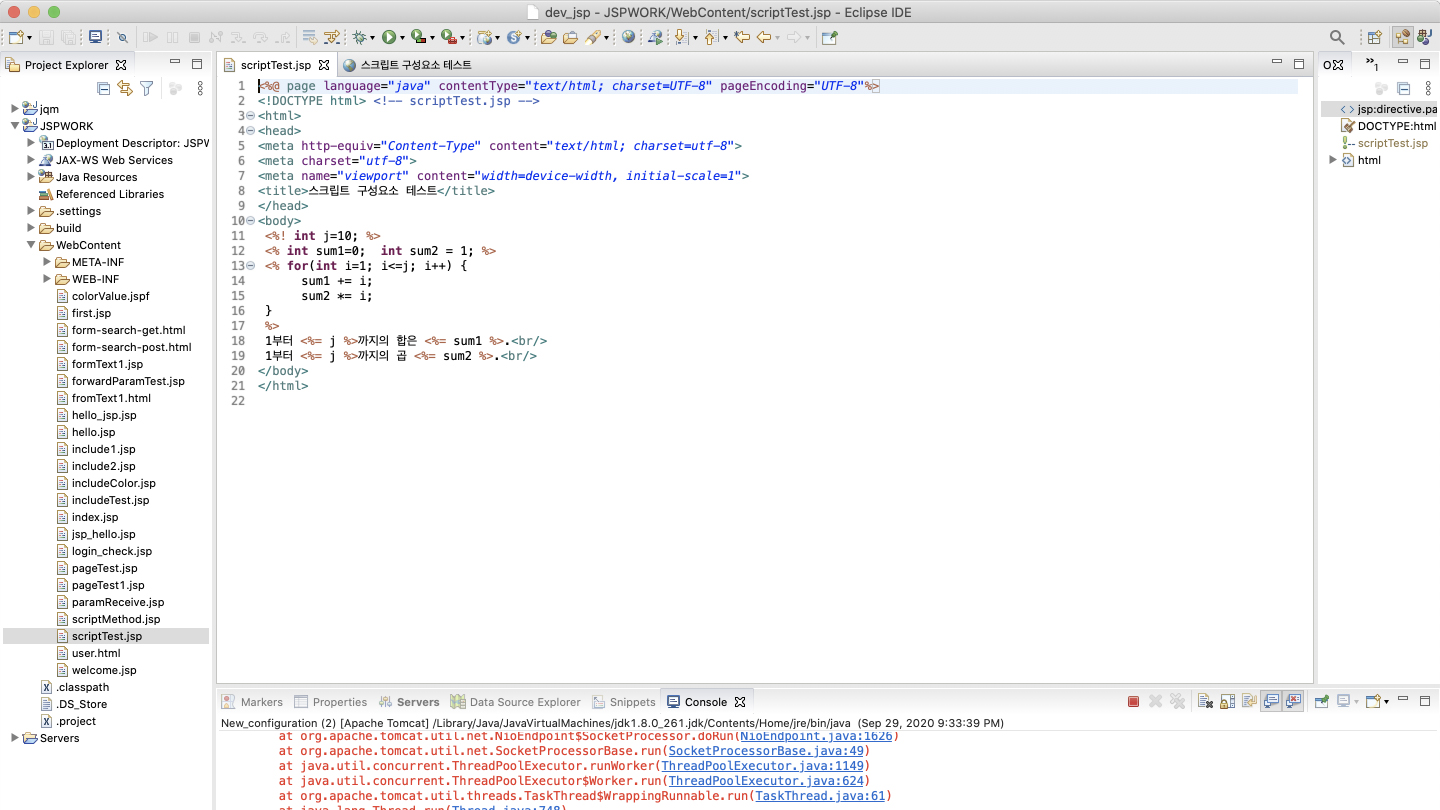 dev_jsp - JSPWORK/WebContent/scriptTest.jsp - Eclipse IDE
Project Explorer
jqm
JSPWORK
Deployment Descriptor: JSPW
JAX-WS Web Services
Java Resources
Referenced Libraries
.settings
build
WebContent
META-INF
WEB-INF
colorValue.jspf
first.jsp
form-search-get.html
form-search-post.html
formText1.jsp
forwardParamTest.jsp
fromText1.html
hello_jsp.jsp
hello.jsp
include1.jsp
include2.jsp
includeColor.jsp
includeTest.jsp
index.jsp
jsp_hello.jsp
login_check.jsp
pageTest.jsp
pageTest1.jsp
paramReceive.jsp
scriptMethod.jsp
scriptTest.jsp
user.html
welcome.jsp
.classpath
.DS_Store
.project
Servers
scriptTest.jsp 스크립트 구성요소 테스트
1 <%@ page language="java" contentType="text/html; charset=UTF-8" pageEncoding="UTF-8"%>
2 <!DOCTYPE html> <!-- scriptTest.jsp -->
3 <html>
4 <head>
5 <meta http-equiv="Content-Type" content="text/html; charset=utf-8">
6 <meta charset="utf-8">
7 <meta name="viewport" content="width=device-width, initial-scale=1">
8 <title>스크립트 구성요소 테스트</title>
9 </head>
10 <body>
11 <%! int j=10; %>
12 <% int sum1=0;  int sum2 = 1; %>
13 <% for(int i=1; i<=j; i++) {
14 sum1 += i;
15 sum2 *= i;
16 }
17 %>
18 1부터 <%= j %>까지의 합은 <%= sum1 %>.<br/>
19 1부터 <%= j %>까지의 곱 <%= sum2 %>.<br/>
20 </body>
21 </html>
22
O 1
jsp:directive.pa
DOCTYPE:html
scriptTest.jsp
html
Markers Properties Servers Data Source Explorer Snippets Console
New_configuration (2) [Apache Tomcat] /Library/Java/JavaVirtualMachines/jdk1.8.0_261.jdk/Contents/Home/jre/bin/java (Sep 29, 2020 9:33:39 PM)
at org.apache.tomcat.util.net.NioEndpoint$SocketProcessor.doRun(NioEndpoint.java:1626)
at org.apache.tomcat.util.net.SocketProcessorBase.run(SocketProcessorBase.java:49)
at java.util.concurrent.ThreadPoolExecutor.runWorker(ThreadPoolExecutor.java:1149)
at java.util.concurrent.ThreadPoolExecutor$Worker.run(ThreadPoolExecutor.java:624)
at org.apache.tomcat.util.threads.TaskThread$WrappingRunnable.run(TaskThread.java:61)
at java.lang.Thread.run(Thread.java:748)